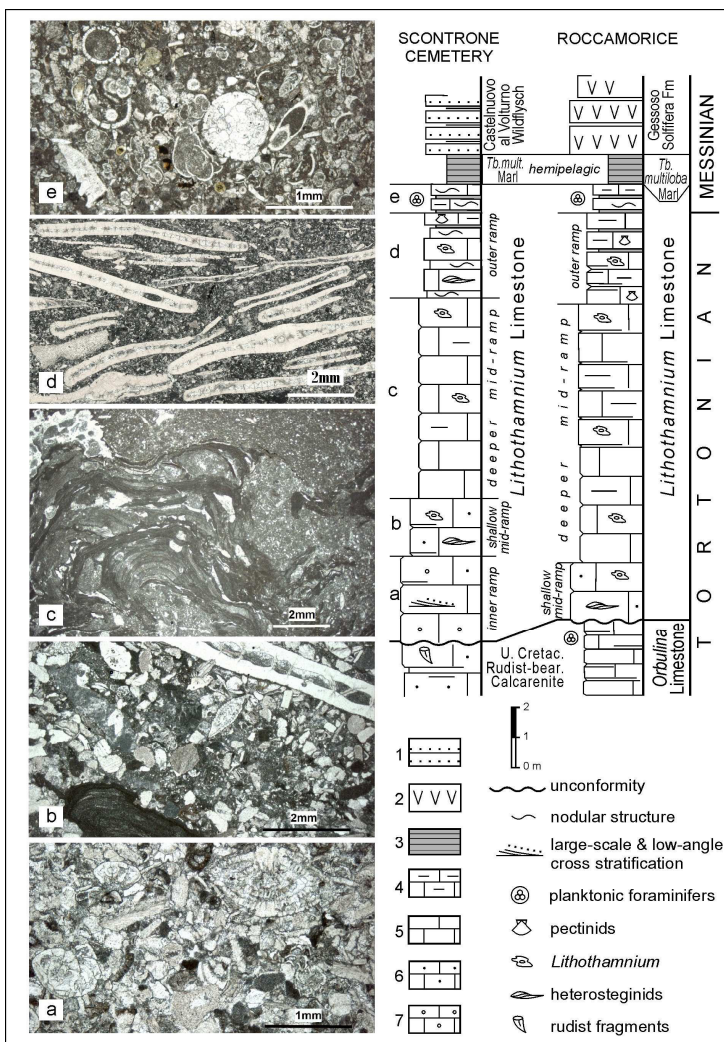 SCONTRONE
CEMETERY
ROCCAMORICE
Castelnuovo
al Volturno
Wildflysch
Gessoso
Solfifera Fm
Tb.mult.
Marl
hemipelagic
Tb.
multiloba
Marl
MESSINIAN
e
1mm
e
d
2mm
d
outer ramp
outer ramp
Lithothamnium Limestone
Lithothamnium Limestone
TORTONIAN
c
deeper mid-ramp
deeper mid-ramp
c
2mm
b
shallow
mid-ramp
a
inner ramp
shallow
mid-ramp
U. Cretac.
Rudist-bear.
Calcarenite
Orbulina
Limestone
b
2mm
a
1mm
2
1
0 m
1
2
3
4
5
6
7
unconformity
nodular structure
large-scale & low-angle
cross stratification
planktonic foraminifers
pectinids
Lithothamnium
heterosteginids
rudist fragments